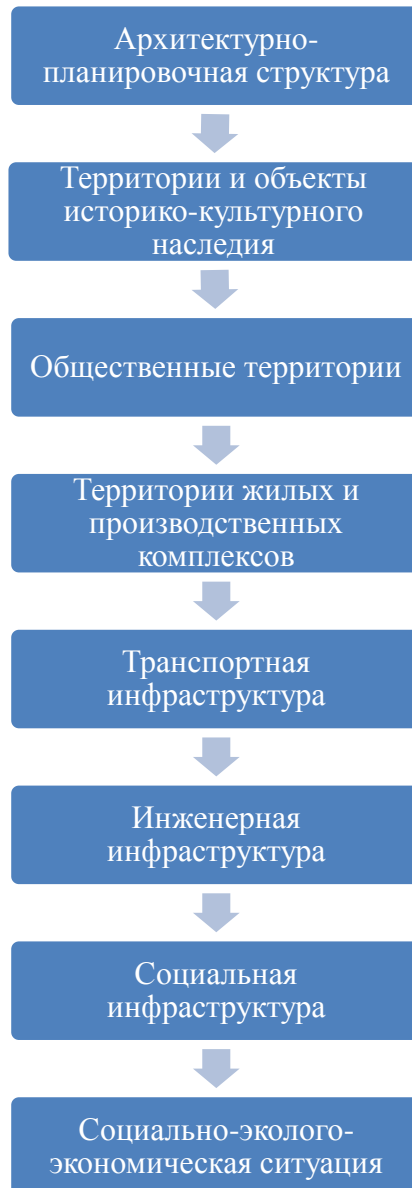 Архитектурно-
планировочная структура
Территории и объекты
историко-культурного
наследия
Общественные территории
Территории жилых и
производственных
комплексов
Транспортная
инфраструктура
Инженерная
инфраструктура
Социальная
инфраструктура
Социально-эколого-
экономическая ситуация